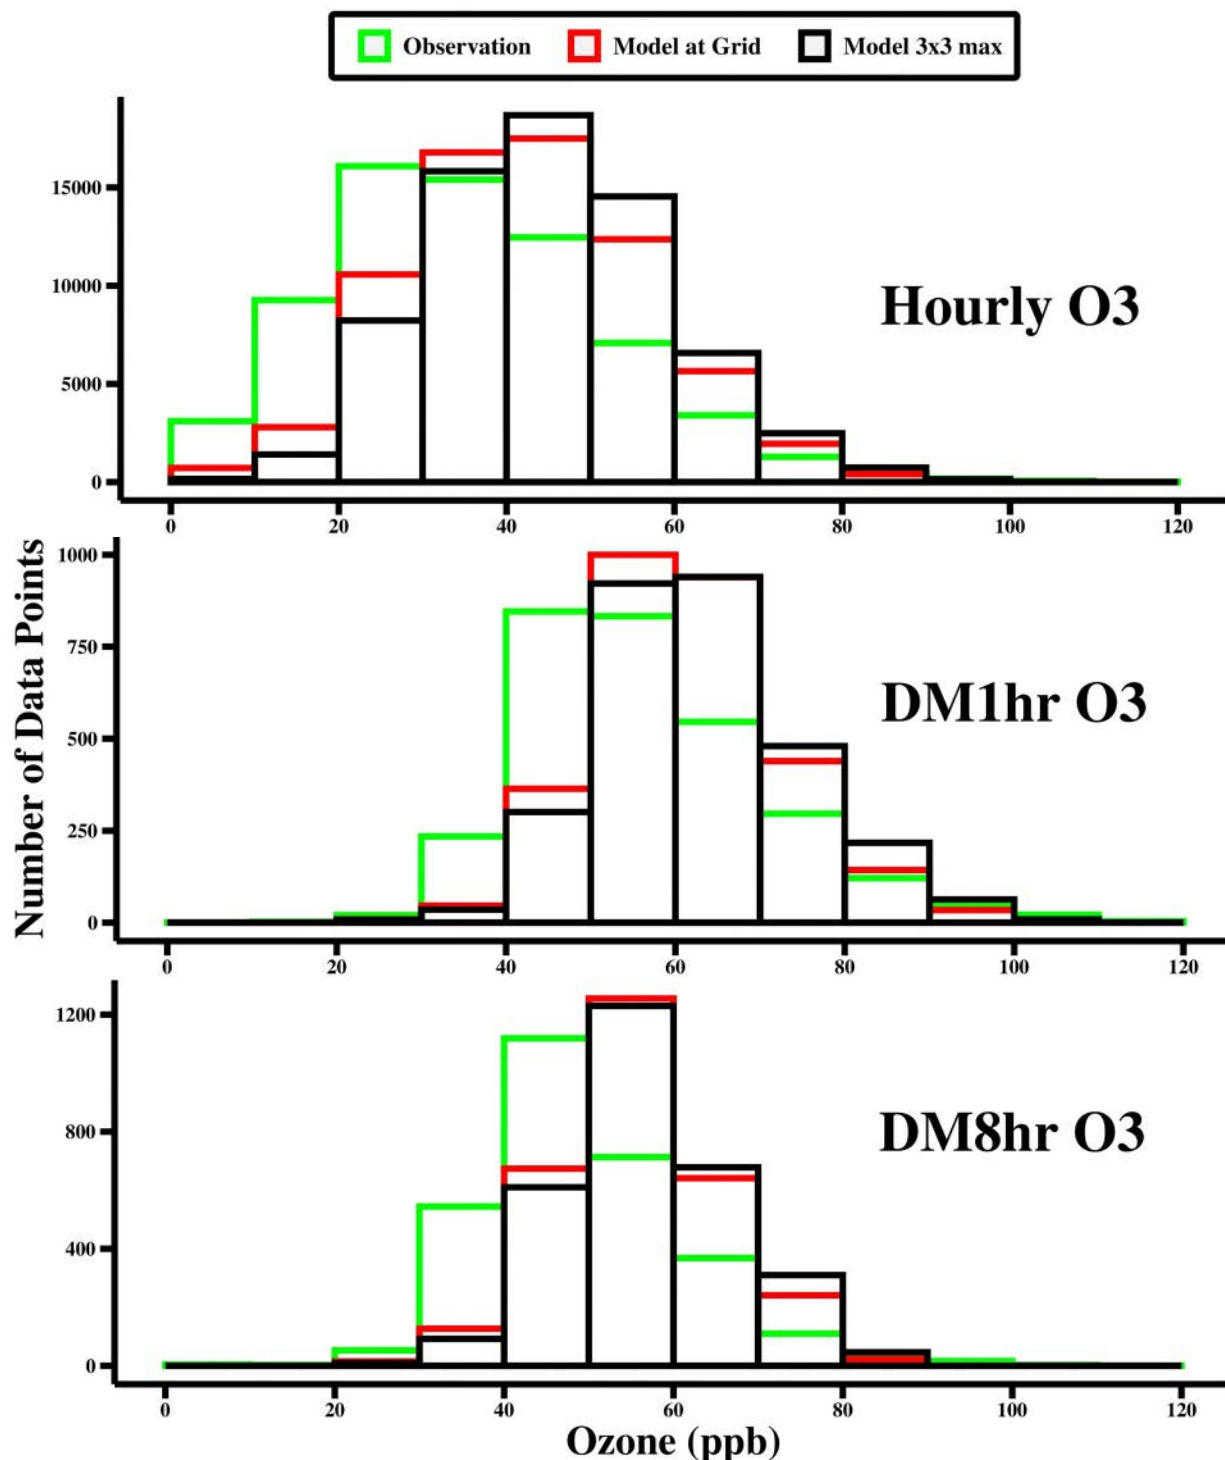 Observation Model at Grid Model 3x3 max
15000
10000
5000
0
Hourly O3
0 20 40 60 80 100 120
Number of Data Points
1000
750
500
250
0
DM1hr O3
0 20 40 60 80 100 120
1200
800
400
0
DM8hr O3
0 20 40 60 80 100 120
Ozone (ppb)